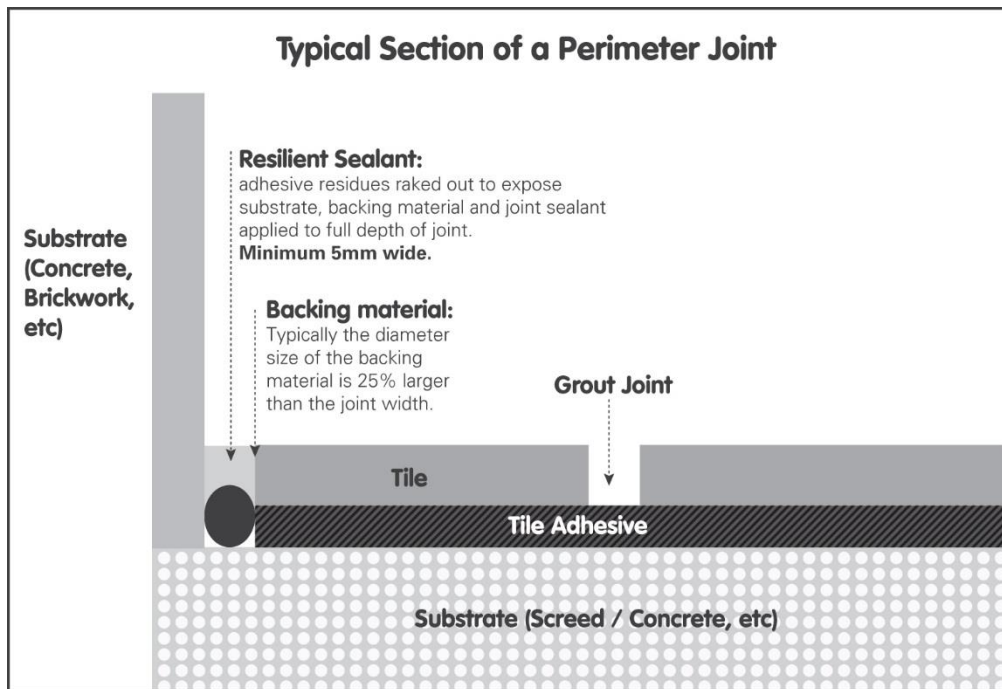 Typical Section of a Perimeter Joint
Resilient Sealant:
adhesive residues raked out to expose
substrate, backing material and joint sealant
applied to full depth of joint.
Minimum 5mm wide.
Substrate
(Concrete,
Brickwork,
etc)
Backing material:
Typically the diameter
size of the backing
material is 25% larger
than the joint width.
Grout Joint
Tile
Tile Adhesive
Substrate (Screed / Concrete, etc)